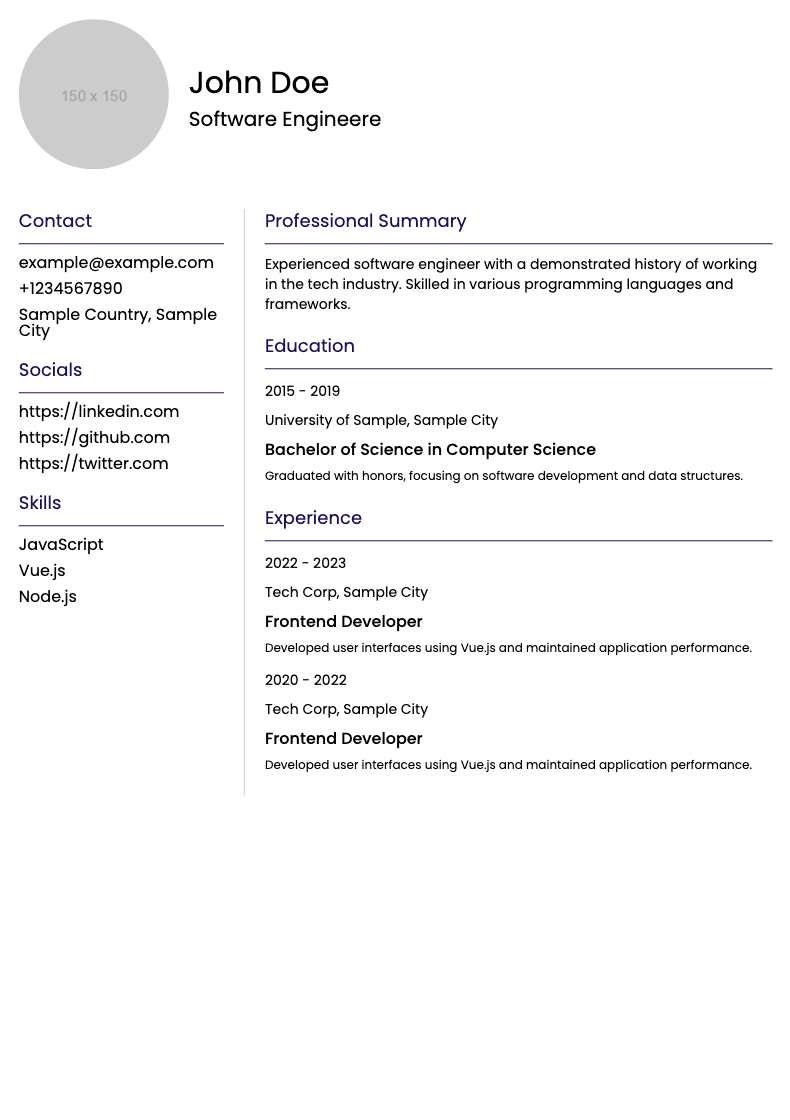 150 x 150
John Doe
Software Engineere
Contact
example@example.com
+1234567890
Sample Country, Sample
City
Socials
https://linkedin.com
https://github.com
https://twitter.com
Skills
JavaScript
Vue.js
Node.js
Professional Summary
Experienced software engineer with a demonstrated history of working
in the tech industry. Skilled in various programming languages and
frameworks.
Education
2015 - 2019
University of Sample, Sample City
Bachelor of Science in Computer Science
Graduated with honors, focusing on software development and data structures.
Experience
2022 - 2023
Tech Corp, Sample City
Frontend Developer
Developed user interfaces using Vue.js and maintained application performance.
2020 - 2022
Tech Corp, Sample City
Frontend Developer
Developed user interfaces using Vue.js and maintained application performance.